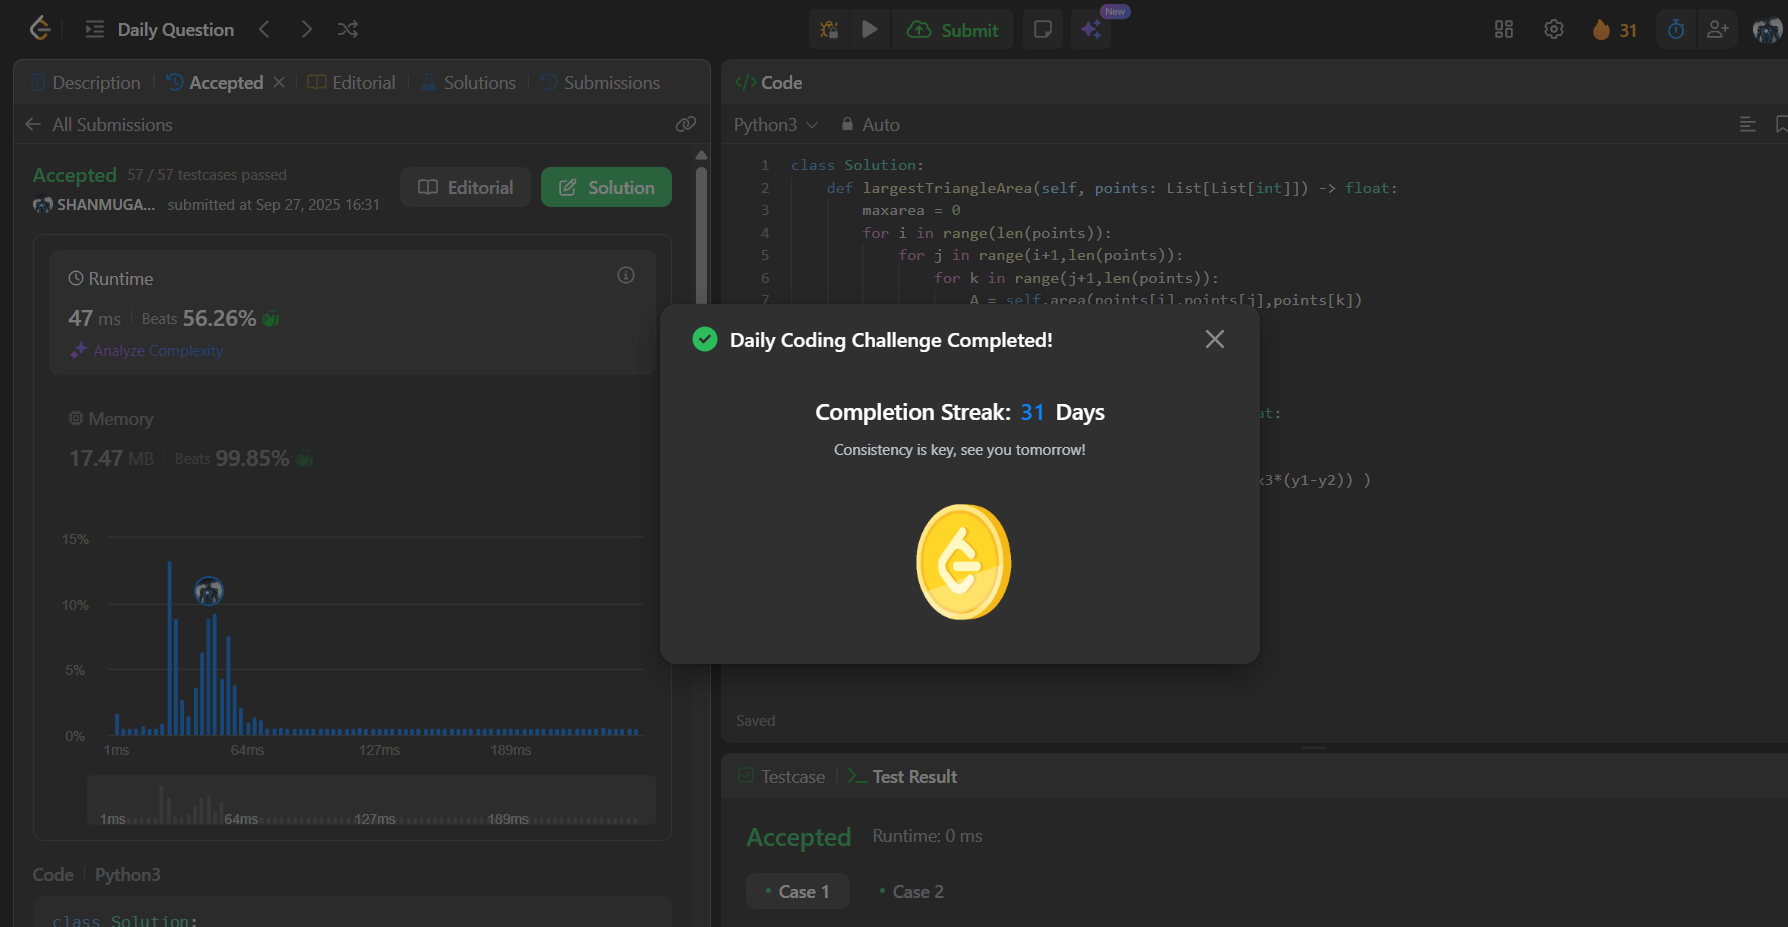 Daily Question
Submit
New
31
Description
Accepted
Editorial
Solutions
Submissions
All Submissions
Accepted 57 / 57 testcases passed
SHANMUGA... submitted at Sep 27, 2025 16:31
Editorial
Solution
Runtime
47 ms Beats 56.26%
Analyze Complexity
Memory
17.47 MB Beats 99.85%
15%
10%
5%
0%
1ms 64ms 127ms 189ms
1ms 64ms 127ms 189ms
Code Python3
class Solution:
</> Code
Python3 Auto
1 class Solution:
2 def largestTriangleArea(self, points: List[List[int]]) -> float:
3 maxarea = 0
4 for i in range(len(points)):
5 for j in range(i+1,len(points)):
6 for k in range(j+1,len(points)):
7 A = self.area(points[i],points[j],points[k])
at:
x3*(y1-y2)) )
Daily Coding Challenge Completed!
Completion Streak: 31 Days
Consistency is key, see you tomorrow!
Saved
Testcase
Test Result
Accepted Runtime: 0 ms
Case 1
Case 2